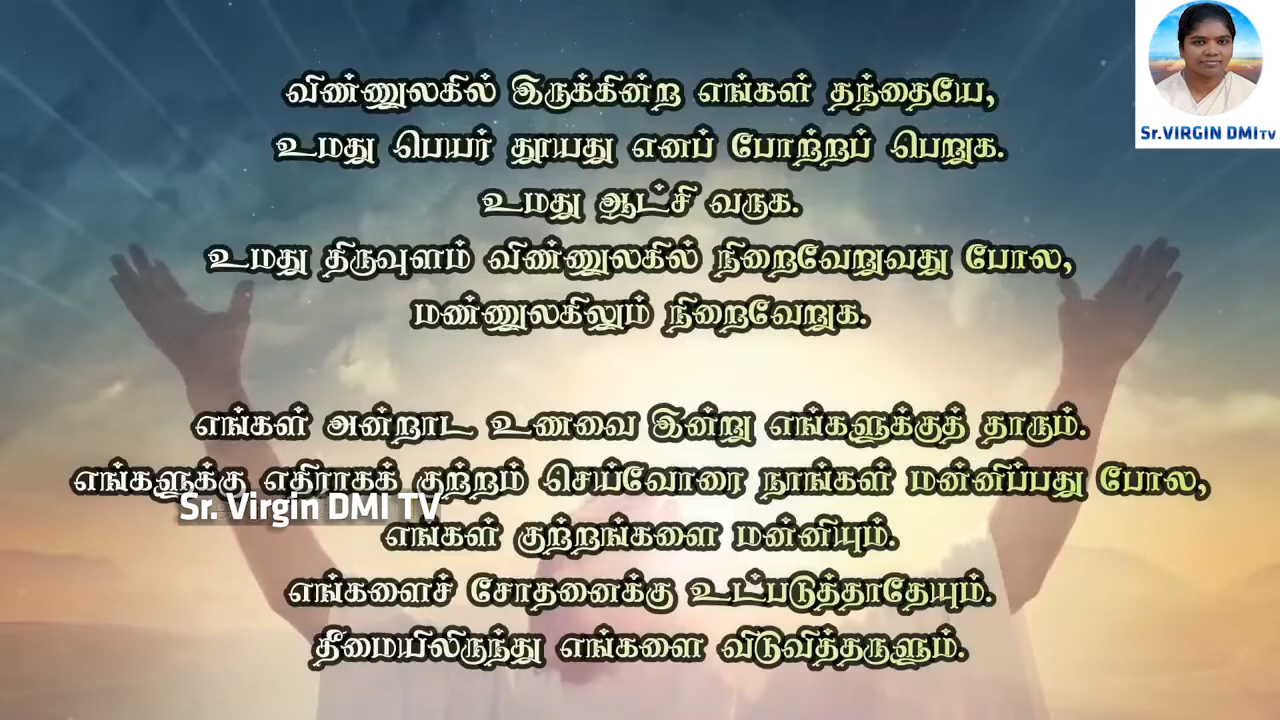 Sr.VIRGIN DMI TV
விண்ணுலகில் இருக்கின்ற எங்கள் தந்தையே,
உமது பெயர் தூயது எனப் போற்றப் பெறுக.
உமது ஆட்சி வருக.
உமது திருவுளம் விண்ணுலகில் நிறைவேறுவது போல,
மண்ணுலகிலும் நிறைவேறுக.
எங்கள் அன்றாட உணவை இன்று எங்களுக்குத் தாரும்.
எங்களுக்கு எதிராகக் குற்றம் செய்வோரை நாங்கள் மன்னிப்பது போல,
Sr. Virgin DMI TV
எங்கள் குற்றங்களை மன்னியும்.
எங்களைச் சோதனைக்கு உட்படுத்தாதேயும்.
தீமையிலிருந்து எங்களை விடுவித்தருளும்.